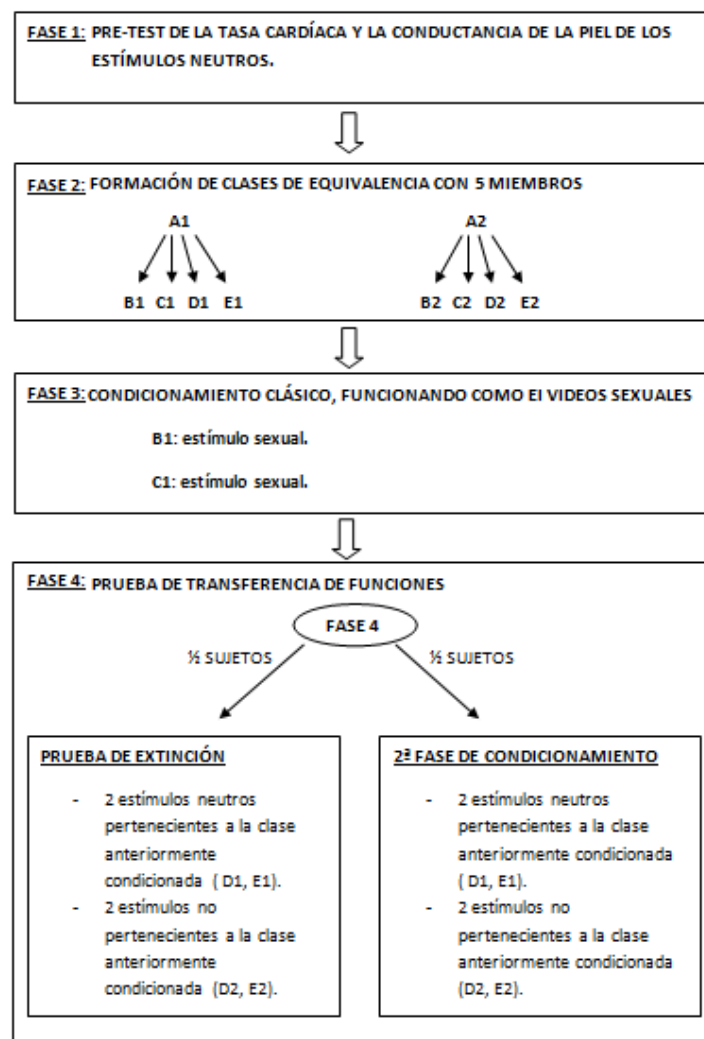 FASE 1: PRE-TEST DE LA TASA CARDÍACA Y LA CONDUCTANCIA DE LA PIEL DE LOS
ESTÍMULOS NEUTROS.
FASE 2: FORMACIÓN DE CLASES DE EQUIVALENCIA CON 5 MIEMBROS
A1 A2
B1 C1 D1 E1 B2 C2 D2 E2
FASE 3: CONDICIONAMIENTO CLÁSICO, FUNCIONANDO COMO EI VIDEOS SEXUALES
B1: estímulo sexual.
C1: estímulo sexual.
FASE 4: PRUEBA DE TRANSFERENCIA DE FUNCIONES
FASE 4
½ SUJETOS ½ SUJETOS
PRUEBA DE EXTINCIÓN
- 2 estímulos neutros
pertenecientes a la clase
anteriormente
condicionada ( D1, E1).
- 2 estímulos no
pertenecientes a la clase
anteriormente
condicionada (D2, E2).
2ª FASE DE CONDICIONAMIENTO
- 2 estímulos neutros
pertenecientes a la clase
anteriormente condicionada
( D1, E1).
- 2 estímulos no
pertenecientes a la clase
anteriormente condicionada
(D2, E2).